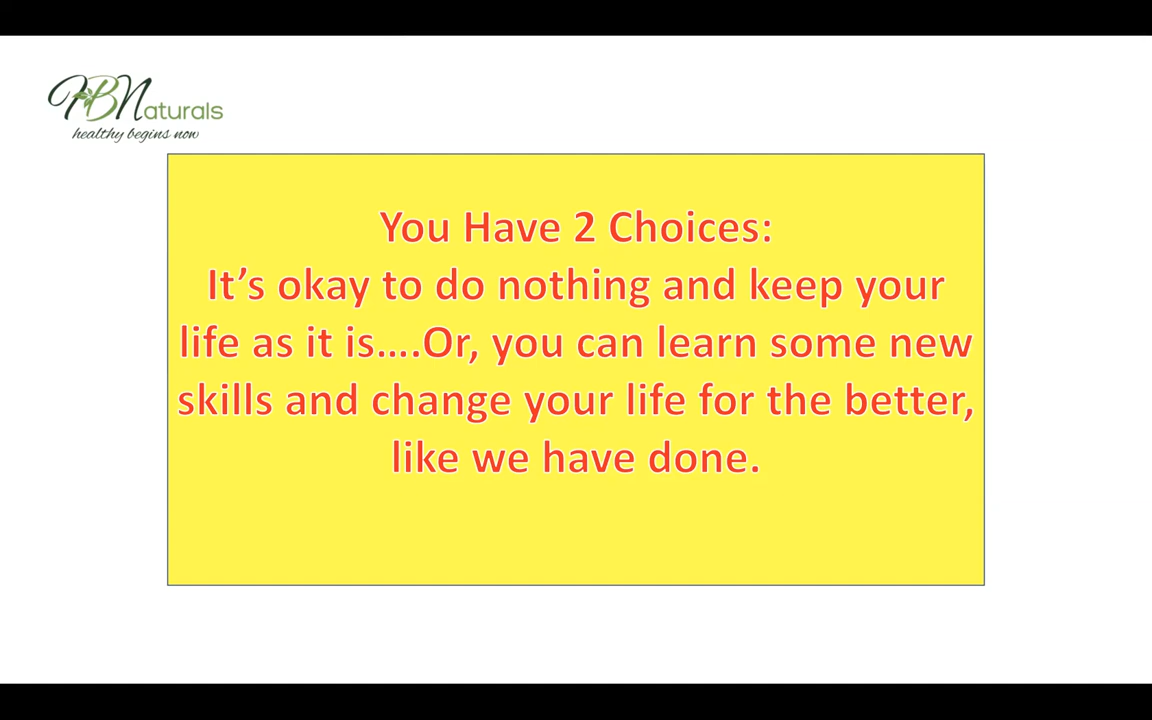 HBNaturals
healthy begins now
You Have 2 Choices:
It’s okay to do nothing and keep your
life as it is....Or, you can learn some new
skills and change your life for the better,
like we have done.